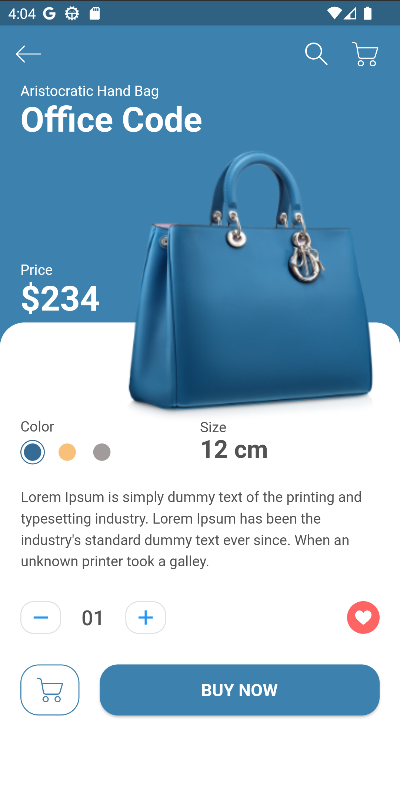 4:04
Aristocratic Hand Bag
Office Code
Price
$234
Color
Size
12 cm
Lorem Ipsum is simply dummy text of the printing and
typesetting industry. Lorem Ipsum has been the
industry's standard dummy text ever since. When an
unknown printer took a galley.
01
BUY NOW